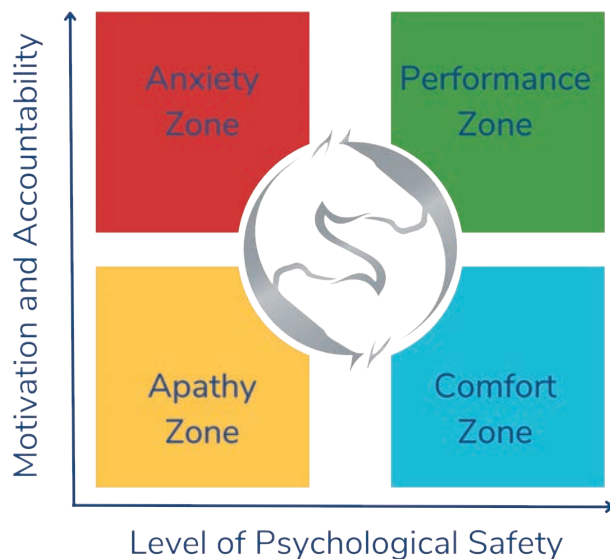 Motivation and Accountability
Anxiety
Zone
Performance
Zone
Apathy
Zone
Comfort
Zone
Level of Psychological Safety